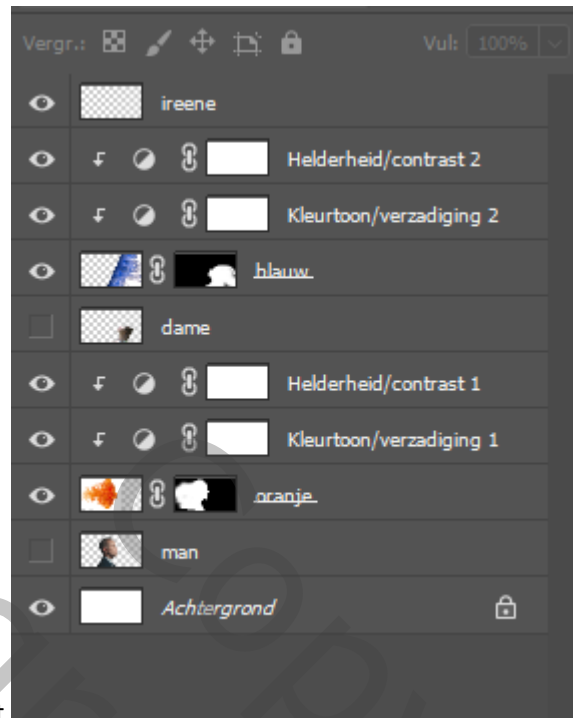 Vergr.: Vul: 100%
ireene
Helderheid/contrast 2
Kleurtoon/verzadiging 2
blauw
dame
Helderheid/contrast 1
Kleurtoon/verzadiging 1
oranje
man
Achtergrond